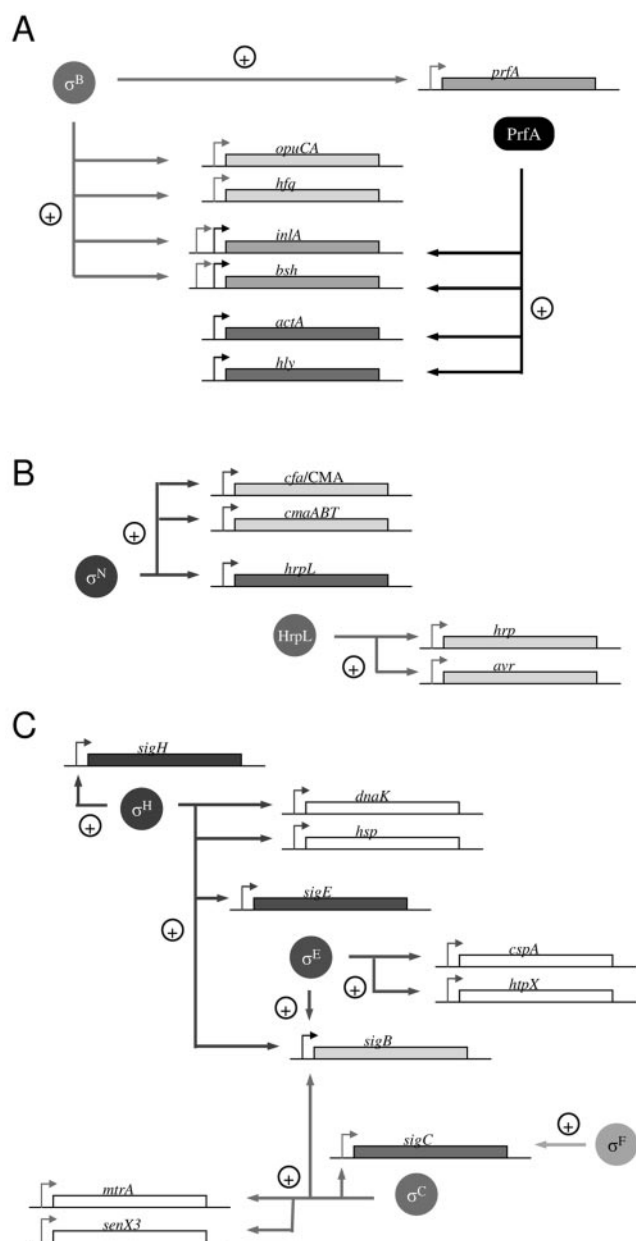 A
+
σB
prfA
PrfA
opuCA
hfq
+
inlA
bsh
actA
+
hly
B
cfa/CMA
+
cmaABT
σN
hrpL
HrpL
hrp
+
avr
C
sigH
σH
dnaK
+
hsp
sigE
+
σE
cspA
+
htpX
+
sigB
+
sigC
σF
+
mtrA
σC
senX3